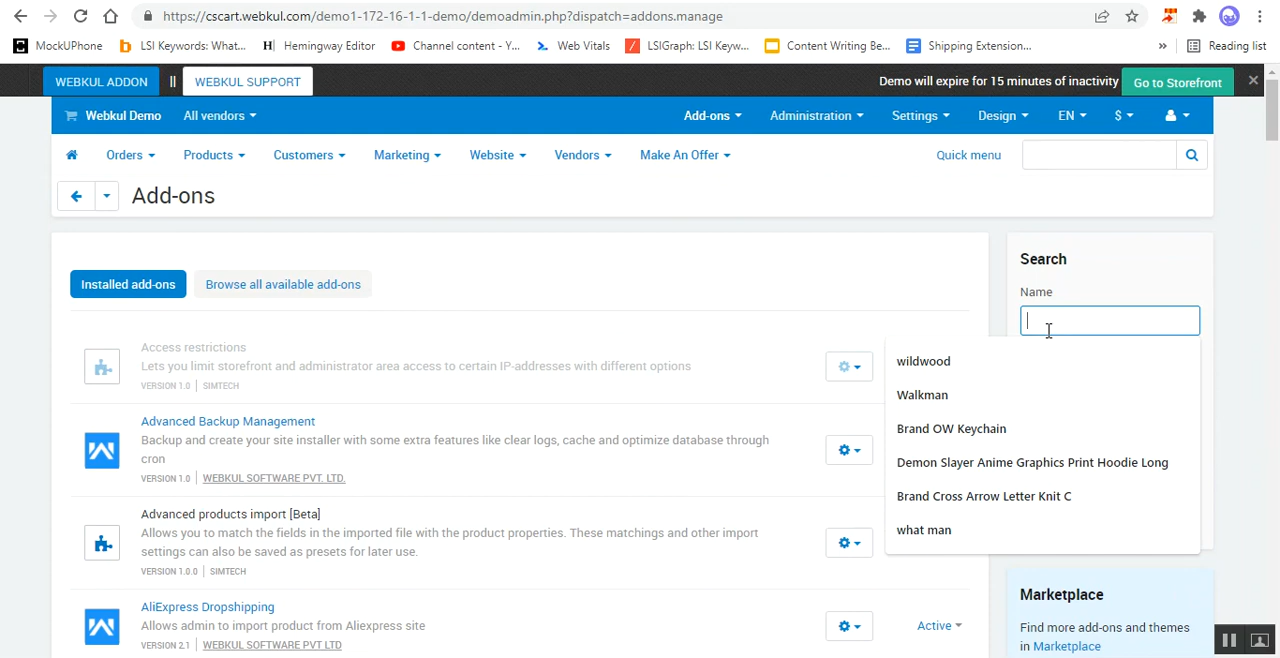 https://cscart.webkul.com/demo1-172-16-1-1-demo/demoadmin.php?dispatch=addons.manage
MockUPhone LSI Keywords: What... H Hemingway Editor Channel content - Y... Web Vitals LSIGraph: LSI Keyw... Content Writing Be... Shipping Extension... » Reading list
WEBKUL ADDON || WEBKUL SUPPORT Demo will expire for 15 minutes of inactivity Go to Storefront
Webkul Demo All vendors Add-ons Administration Settings Design EN $
Orders Products Customers Marketing Website Vendors Make An Offer Quick menu
Add-ons
Search
Installed add-ons Browse all available add-ons
Name
Access restrictions
Lets you limit storefront and administrator area access to certain IP-addresses with different options
VERSION 1.0 | SIMTECH
Advanced Backup Management
Backup and create your site installer with some extra features like clear logs, cache and optimize database through
cron
VERSION 1.0 | WEBKUL SOFTWARE PVT. LTD.
Advanced products import [Beta]
Allows you to match the fields in the imported file with the product properties. These matchings and other import
settings can also be saved as presets for later use.
VERSION 1.0.0 | SIMTECH
AliExpress Dropshipping
Allows admin to import product from Aliexpress site
VERSION 2.1 | WEBKUL SOFTWARE PVT LTD
Active
wildwood
Walkman
Brand OW Keychain
Demon Slayer Anime Graphics Print Hoodie Long
Brand Cross Arrow Letter Knit C
what man
Marketplace
Find more add-ons and themes
in Marketplace